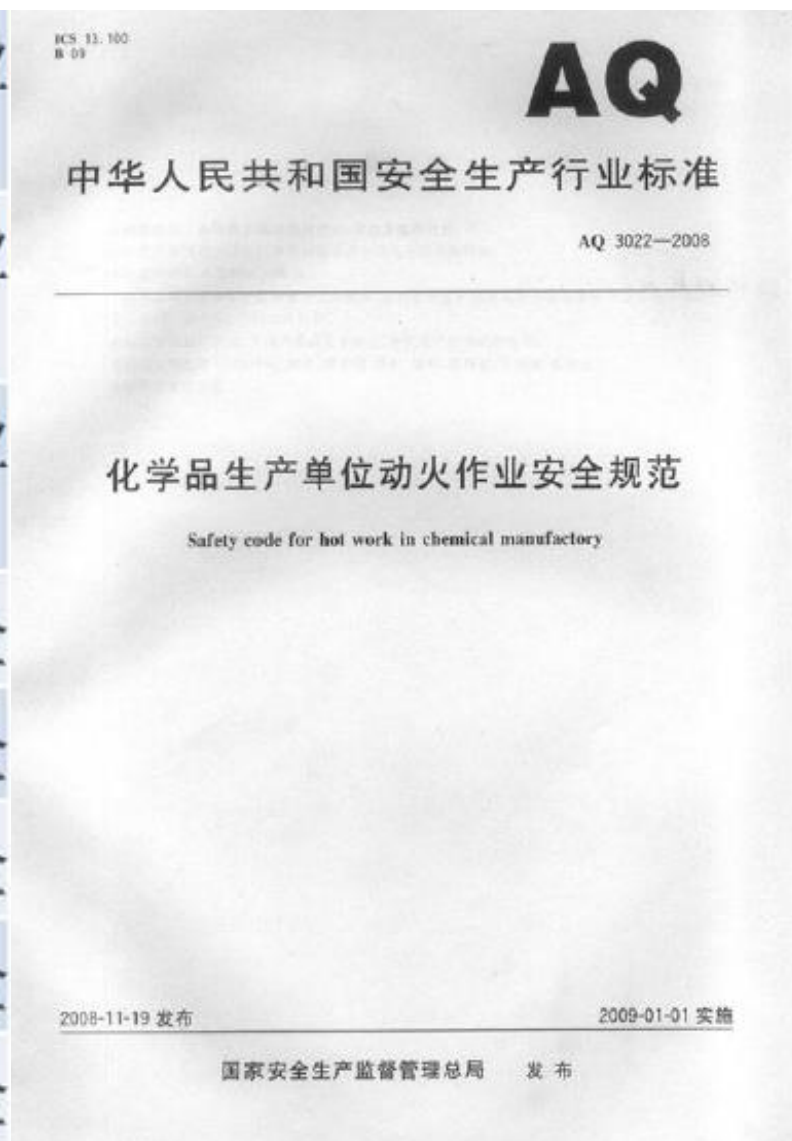 ICS 13.100
B 09
AQ
中华人民共和国安全生产行业标准
AQ 3022—2008
化学品生产单位动火作业安全规范
Safety code for hot work in chemical manufactory
2008-11-19 发布
2009-01-01 实施
国家安全生产监督管理总局 发布